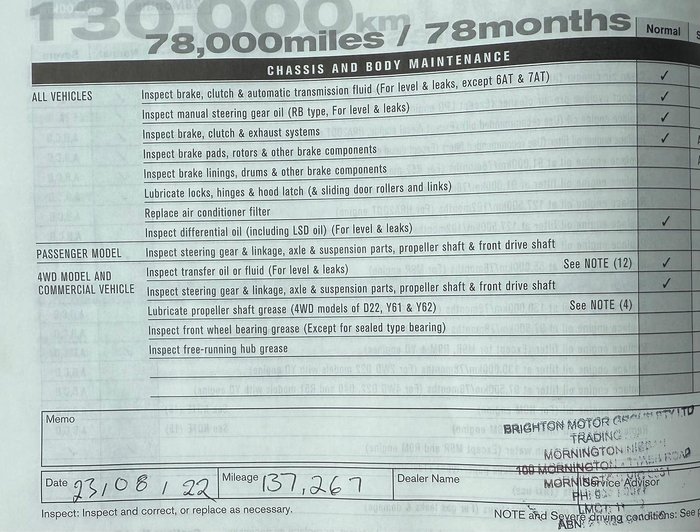 130,000km
78,000miles / 78months
Normal
CHASSIS AND BODY MAINTENANCE
ALL VEHICLES Inspect brake, clutch & automatic transmission fluid (For level & leaks, except 6AT & 7AT) ✓
Inspect manual steering gear oil (RB type, For level & leaks) ✓
Inspect brake, clutch & exhaust systems ✓
Inspect brake pads, rotors & other brake components ✓
Inspect brake linings, drums & other brake components
Lubricate locks, hinges & hood latch (& sliding door rollers and links)
Replace air conditioner filter
Inspect differential oil (including LSD oil) (For level & leaks) ✓
PASSENGER MODEL Inspect steering gear & linkage, axle & suspension parts, propeller shaft & front drive shaft
4WD MODEL AND COMMERCIAL VEHICLE Inspect transfer oil or fluid (For level & leaks) See NOTE (12) ✓
Inspect steering gear & linkage, axle & suspension parts, propeller shaft & front drive shaft ✓
Lubricate propeller shaft grease (4WD models of D22, Y61 & Y62) See NOTE (4)
Inspect front wheel bearing grease (Except for sealed type bearing)
Inspect free-running hub grease
Memo
BRIGHTON MOTOR GROUP PTY LTD
TRADING
MORNINGTON
100 MORNINGTON ROAD
Date 23/08/22 Mileage 137,267 Dealer Name
Service Advisor
PH:
LMCT
ABN:
Inspect: Inspect and correct, or replace as necessary.
NOTE and Severe driving conditions: See